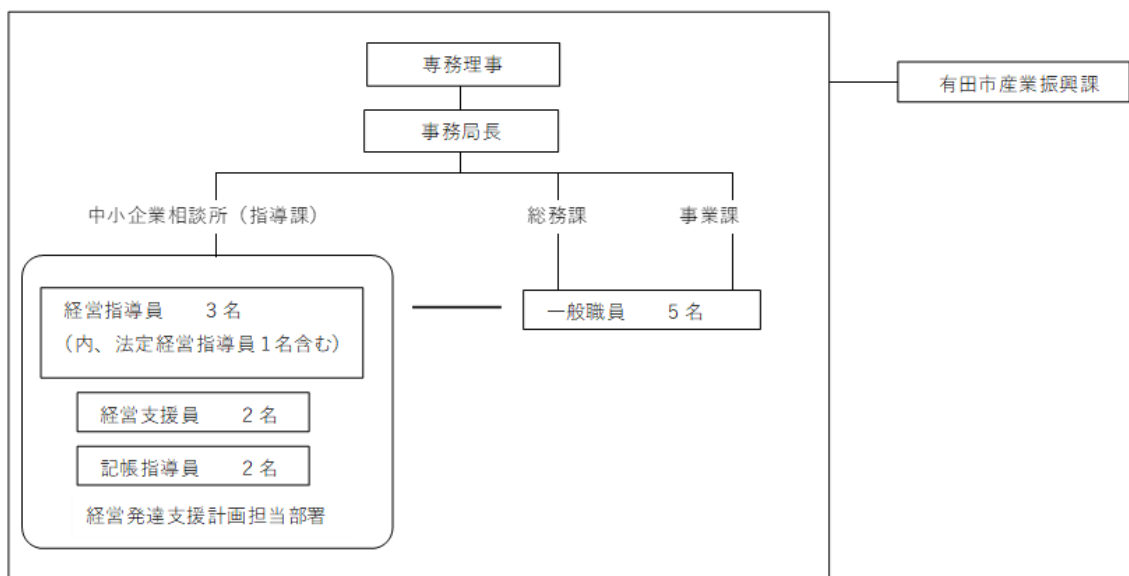 専務理事
有田市産業振興課
事務局長
中小企業相談所（指導課）
総務課
事業課
経営指導員　　３名
（内、法定経営指導員１名含む）
一般職員　　５名
経営支援員　　２名
記帳指導員　　２名
経営発達支援計画担当部署